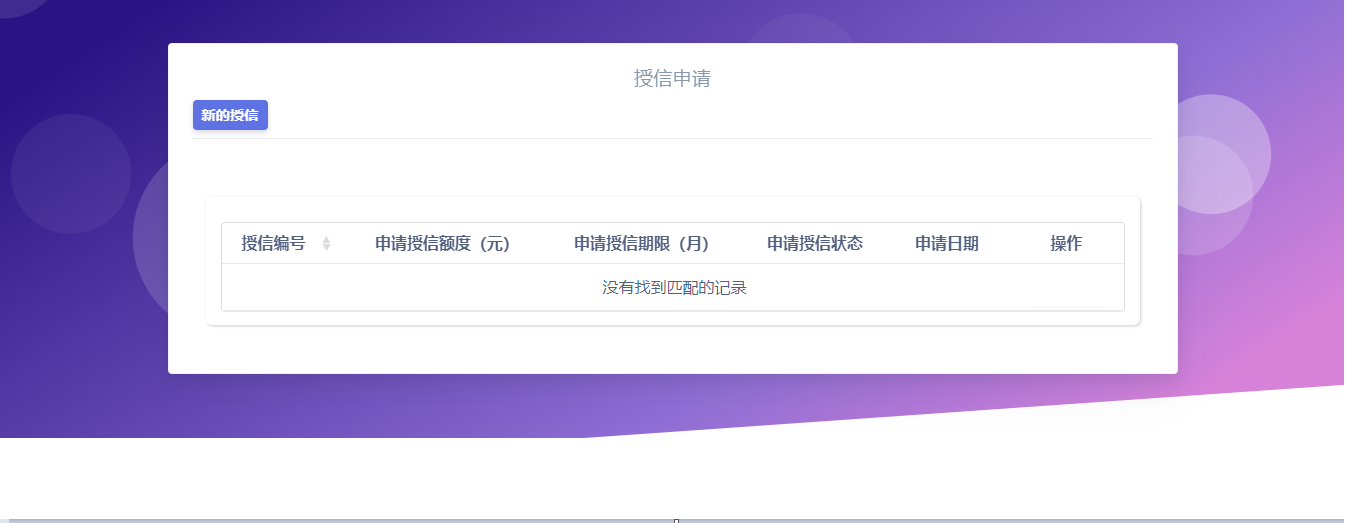 授信申请
新的授信
授信编号 申请授信额度（元） 申请授信期限（月） 申请授信状态 申请日期 操作
没有找到匹配的记录